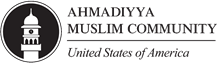 AHMADIYYA
MUSLIM COMMUNITY
United States of America